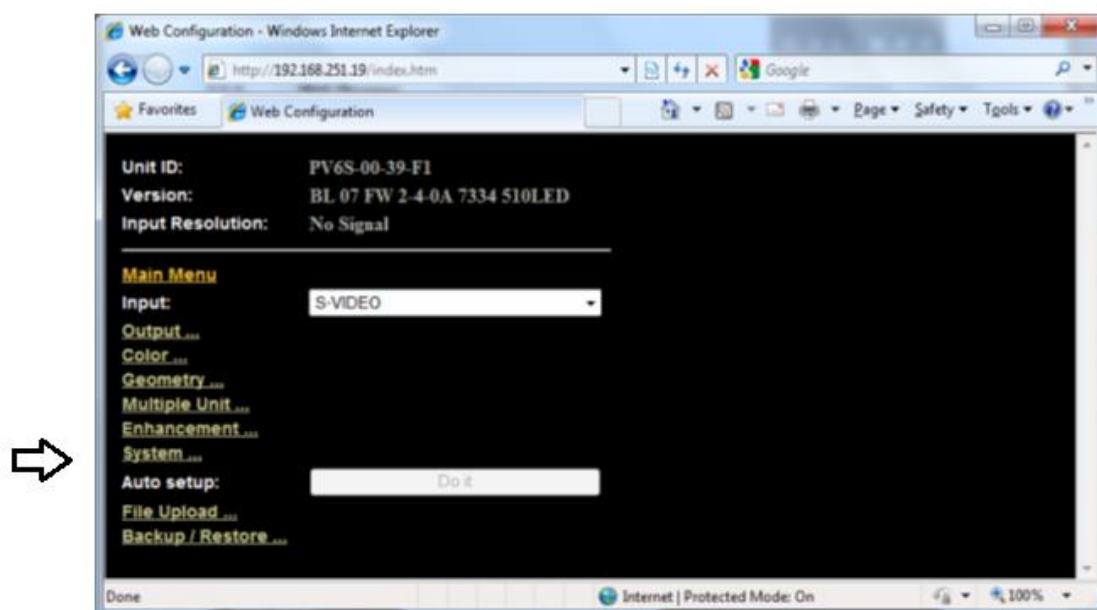 Web Configuration - Windows Internet Explorer
http://192.168.251.19/index.htm
Google
Favorites
Web Configuration
Page
Safety
Tools
Unit ID: PV6S-00-39-F1
Version: BL 07 FW 2-4-0A 7334 510LED
Input Resolution: No Signal
Main Menu
Input: S-VIDEO
Output ...
Color ...
Geometry ...
Multiple Unit ...
Enhancement ...
System ...
Auto setup: Do it
File Upload ...
Backup / Restore ...
Done
Internet | Protected Mode: On
100%